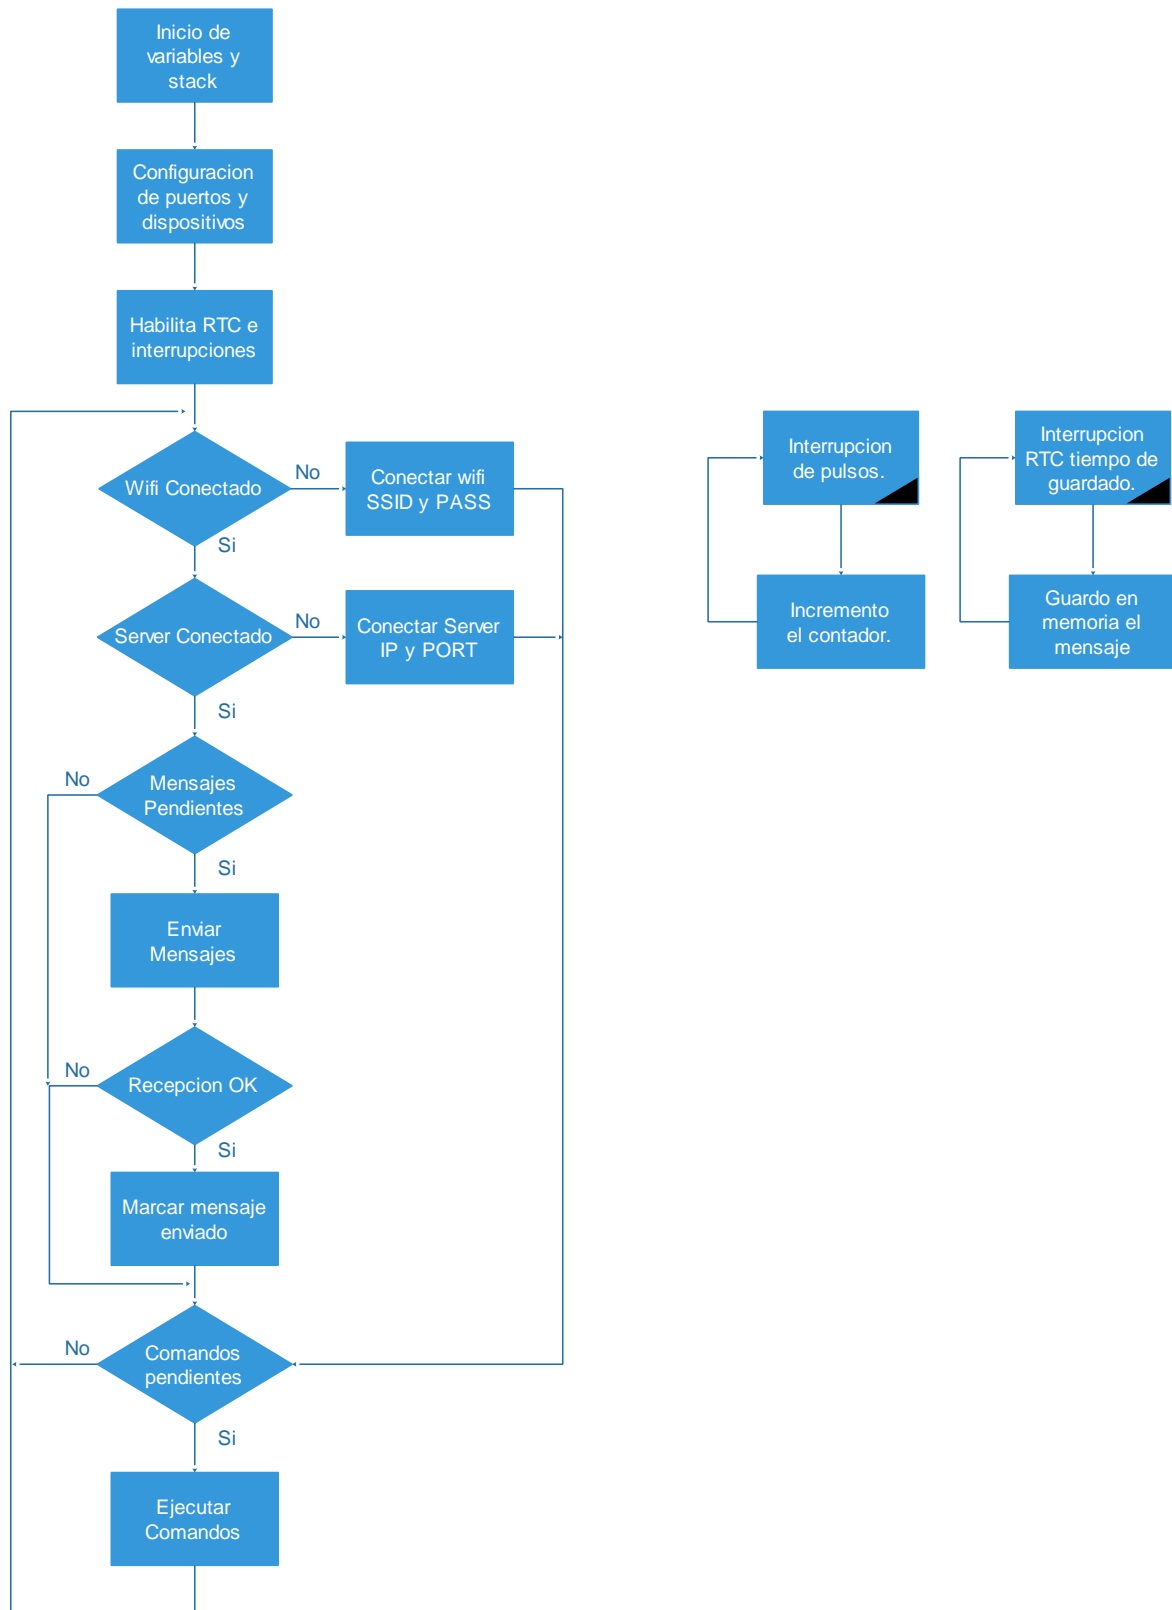 Inicio de
variables y
stack
Configuracion
de puertos y
dispositivos
Habilita RTC e
interrupciones
Wifi Conectado
No
Conectar wifi
SSID y PASS
Si
Server Conectado
No
Conectar Server
IP y PORT
Si
Mensajes
Pendientes
No
Si
Enviar
Mensajes
Recepcion OK
No
Si
Marcar mensaje
enviado
Comandos
pendientes
No
Si
Ejecutar
Comandos
Interrupcion
de pulsos.
Incremento
el contador.
Interrupcion
RTC tiempo de
guardado.
Guardo en
memoria el
mensaje